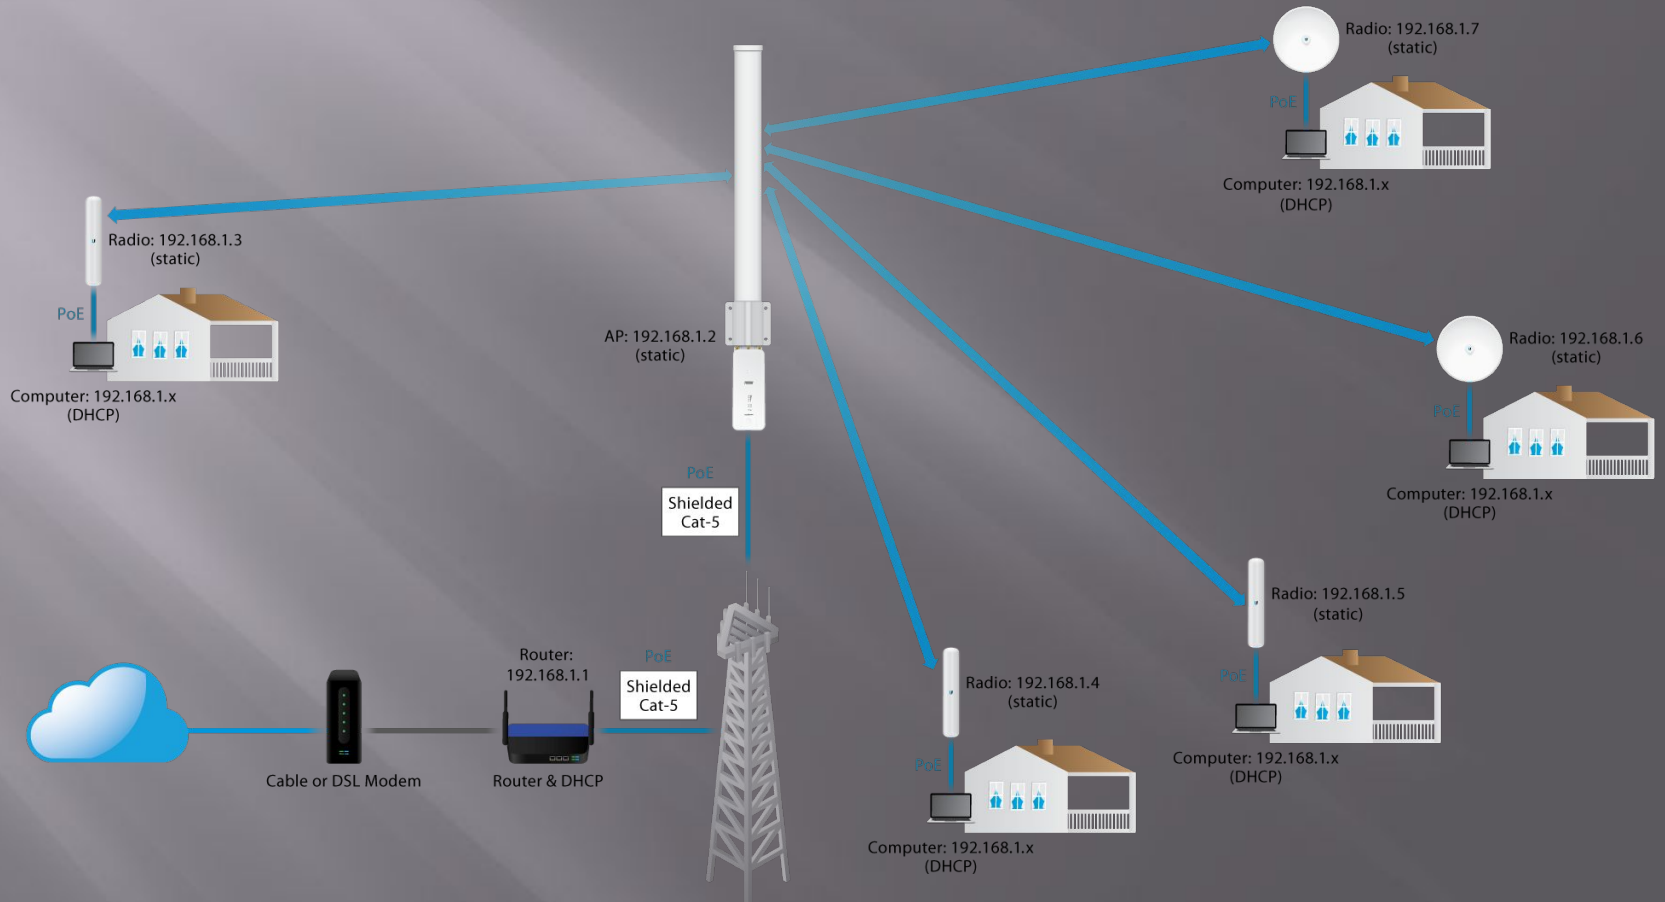 Radio: 192.168.1.7
(static)
PoE
Computer: 192.168.1.x
(DHCP)
Radio: 192.168.1.3
(static)
PoE
Computer: 192.168.1.x
(DHCP)
AP: 192.168.1.2
(static)
Radio: 192.168.1.6
(static)
PoE
Computer: 192.168.1.x
(DHCP)
PoE
Shielded
Cat-5
Radio: 192.168.1.5
(static)
PoE
Computer: 192.168.1.x
(DHCP)
Router:
192.168.1.1
PoE
Shielded
Cat-5
Radio: 192.168.1.4
(static)
PoE
Computer: 192.168.1.x
(DHCP)
Cable or DSL Modem
Router & DHCP